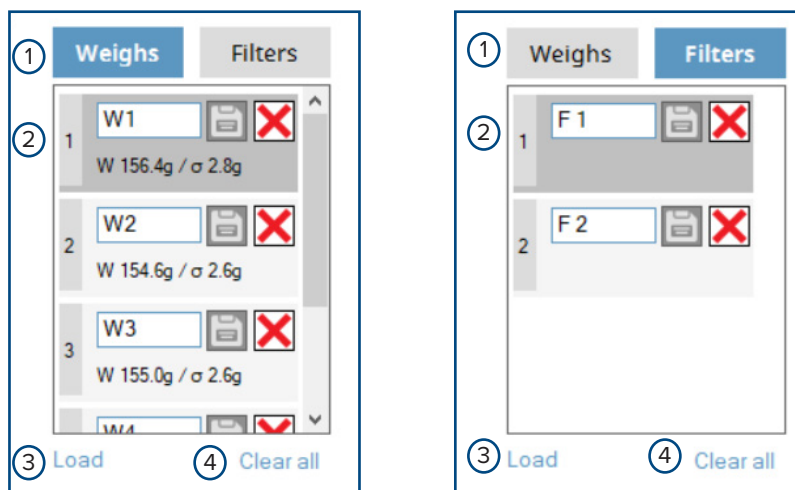 1 Weighs Filters
2
1 W1
W 156.4g / σ 2.8g
2 W2
W 154.6g / σ 2.6g
3 W3
W 155.0g / σ 2.6g
W4
3 Load 4 Clear all
1 Weighs Filters
2
1 F 1
2 F 2
3 Load 4 Clear all